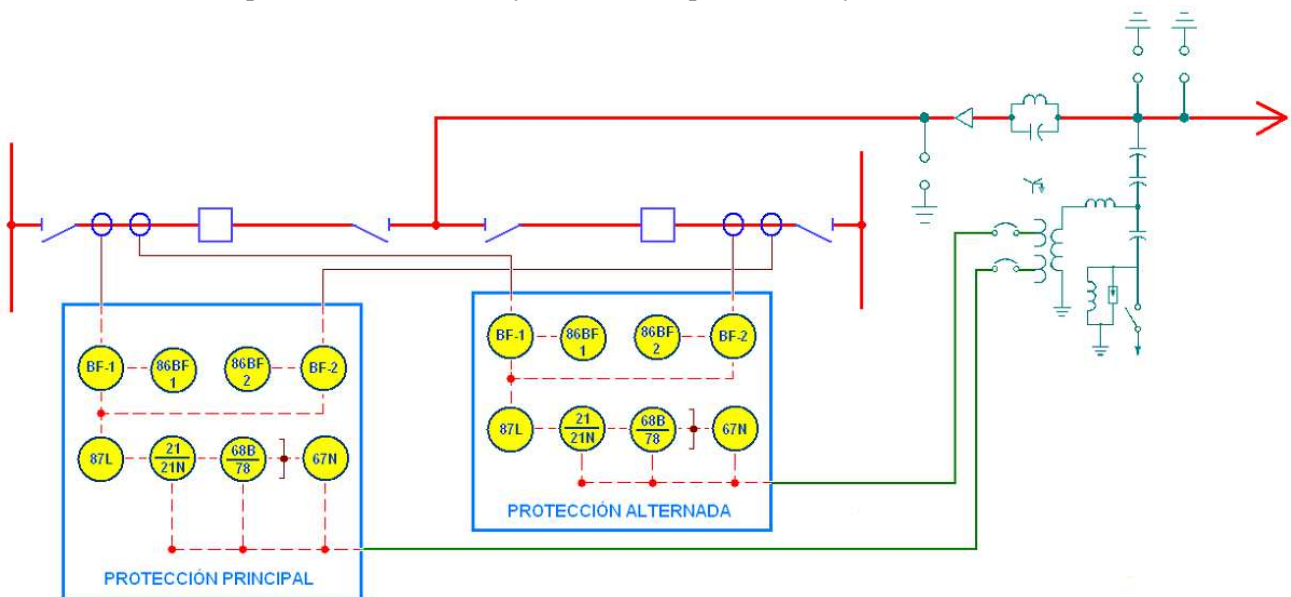 BF-1
86BF
1
86BF
2
BF-2
87L
21
21N
68B
78
67N
PROTECCIÓN PRINCIPAL
BF-1
86BF
1
86BF
2
BF-2
87L
21
21N
68B
78
67N
PROTECCIÓN ALTERNADA